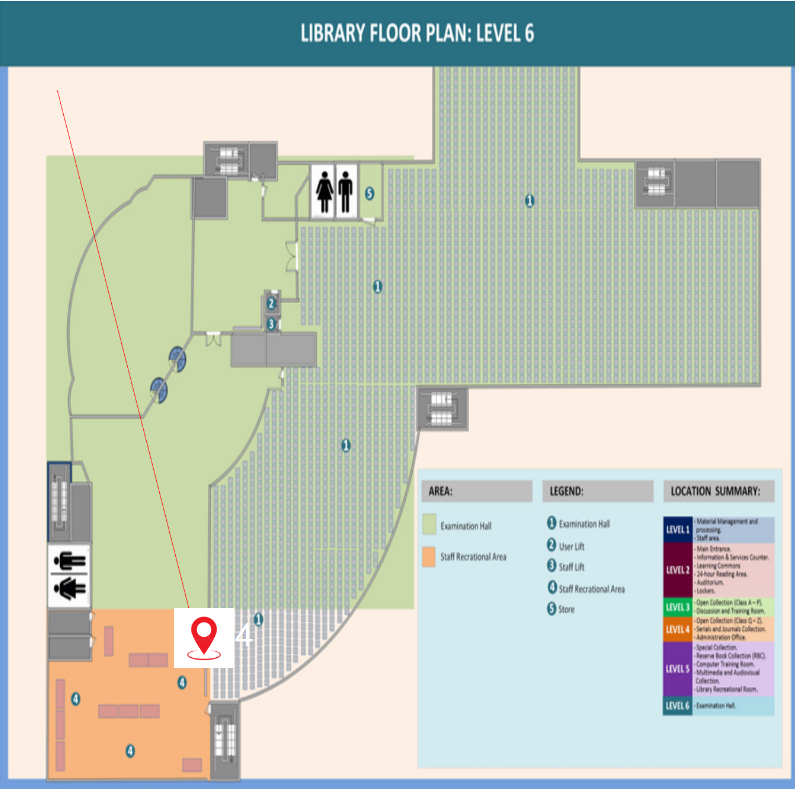 LIBRARY FLOOR PLAN: LEVEL 6
5
1
1
2
3
1
1
4
4
4
4
AREA:
Examination Hall
Staff Recrational Area
LEGEND:
1 Examination Hall
2 User Lift
3 Staff Lift
4 Staff Recrational Area
5 Store
LOCATION SUMMARY:
LEVEL 1
- Material Management and
processing.
- Staff area.
LEVEL 2
- Main Entrance.
- Information & Services Counter.
- Learning Commons
- 24-hour Reading Area.
- Auditorium.
- Lockers.
LEVEL 3
- Open Collection (Class A – P).
- Discussion and Training Room.
LEVEL 4
- Open Collection (Class Q – Z).
- Serials and Journals Collection.
- Administration Office.
LEVEL 5
- Special Collection.
- Reserve Book Collection (RBC).
- Computer Training Room.
- Multimedia and Audiovisual
Collection.
- Library Recreational Room.
LEVEL 6
- Examination Hall.